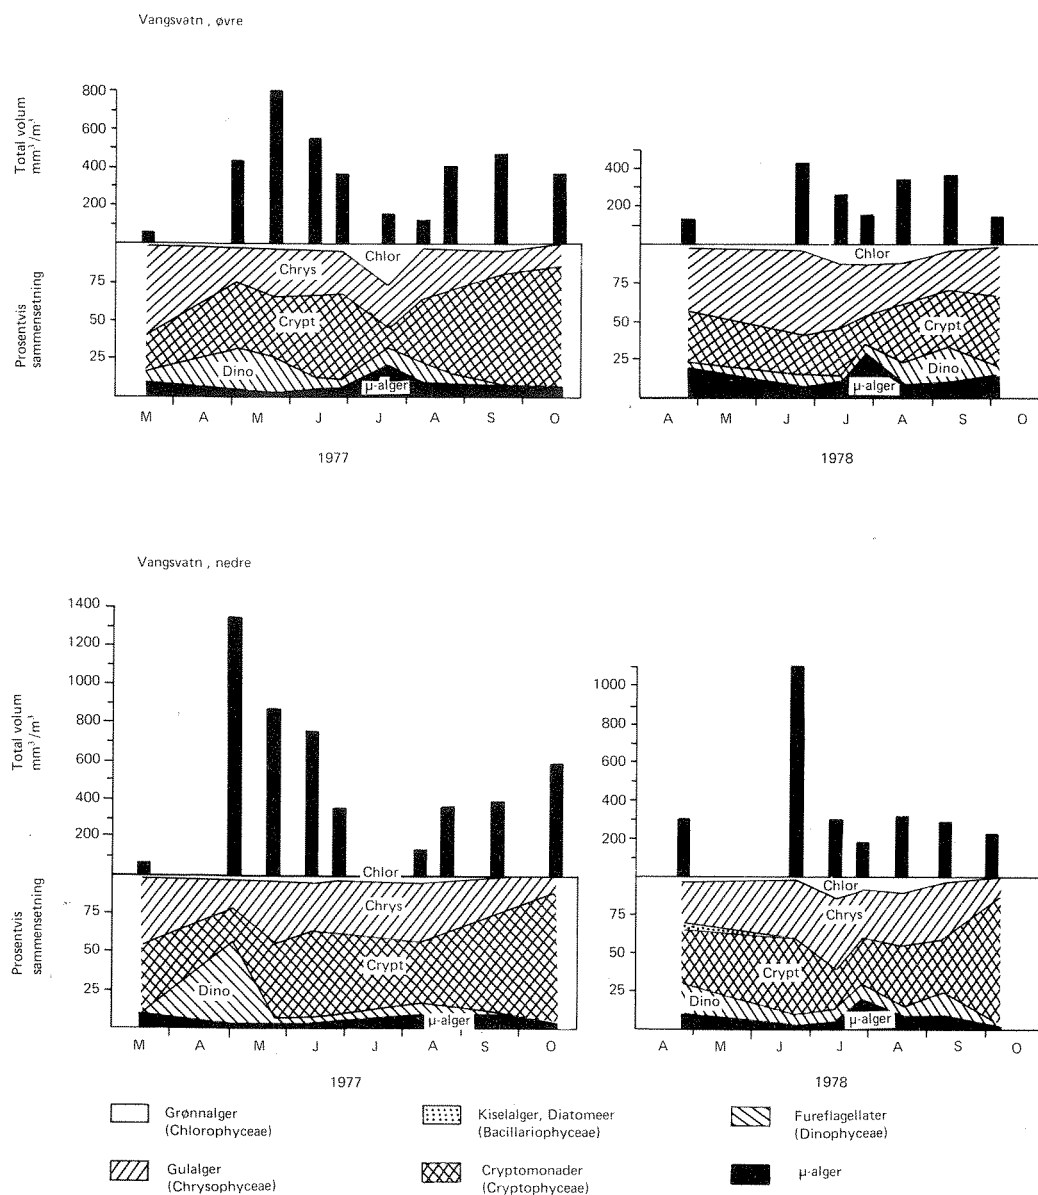 Vangsvatn, øvre
Total volum
mm³/m³
800
600
400
200
400
200
Prosentvis
sammensetning
75
50
25
Chlor
Chrys
Crypt
Dino
µ-alger
75
50
25
Chlor
Chrys
Crypt
Dino
µ-alger
M A M J J A S O
A M J J A S O
1977
1978
Vangsvatn, nedre
Total volum
mm³/m³
1400
1200
1000
800
600
400
200
1000
800
600
400
200
Prosentvis
sammensetning
75
50
25
Chlor
Chrys
Crypt
Dino
µ-alger
75
50
25
Chlor
Chrys
Crypt
Dino
µ-alger
M A M J J A S O
A M J J A S O
1977
1978
Grønnalger
(Chlorophyceae)
Kiselalger, Diatomeer
(Bacillariophyceae)
Fureflagellater
(Dinophyceae)
Gulalger
(Chrysophyceae)
Cryptomonader
(Cryptophyceae)
µ-alger